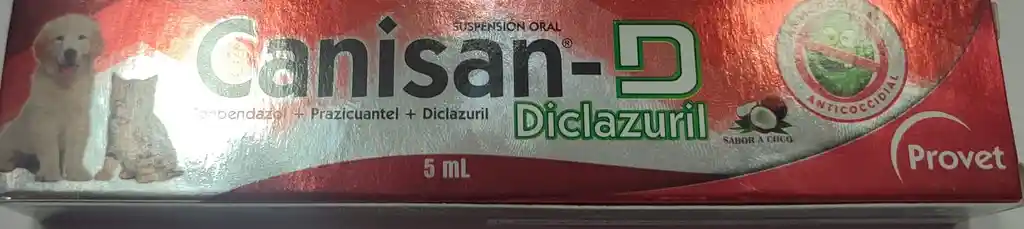 SUSPENSIÓN ORAL
Canisan-D
+ Prazicuantel + Diclazuril
Diclazuril
SABOR A COCO
5 mL
ANTICOCCIDIAL
Provet